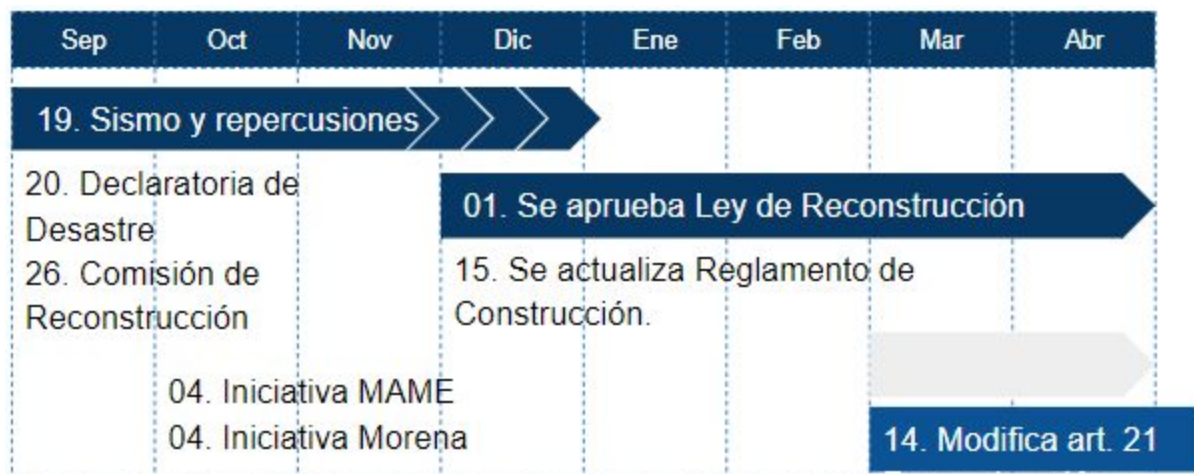 Sep Oct Nov Dic Ene Feb Mar Abr
19. Sismo y repercusiones
20. Declaratoria de
Desastre
26. Comisión de
Reconstrucción
01. Se aprueba Ley de Reconstrucción
15. Se actualiza Reglamento de
Construcción.
04. Iniciativa MAME
04. Iniciativa Morena
14. Modifica art. 21